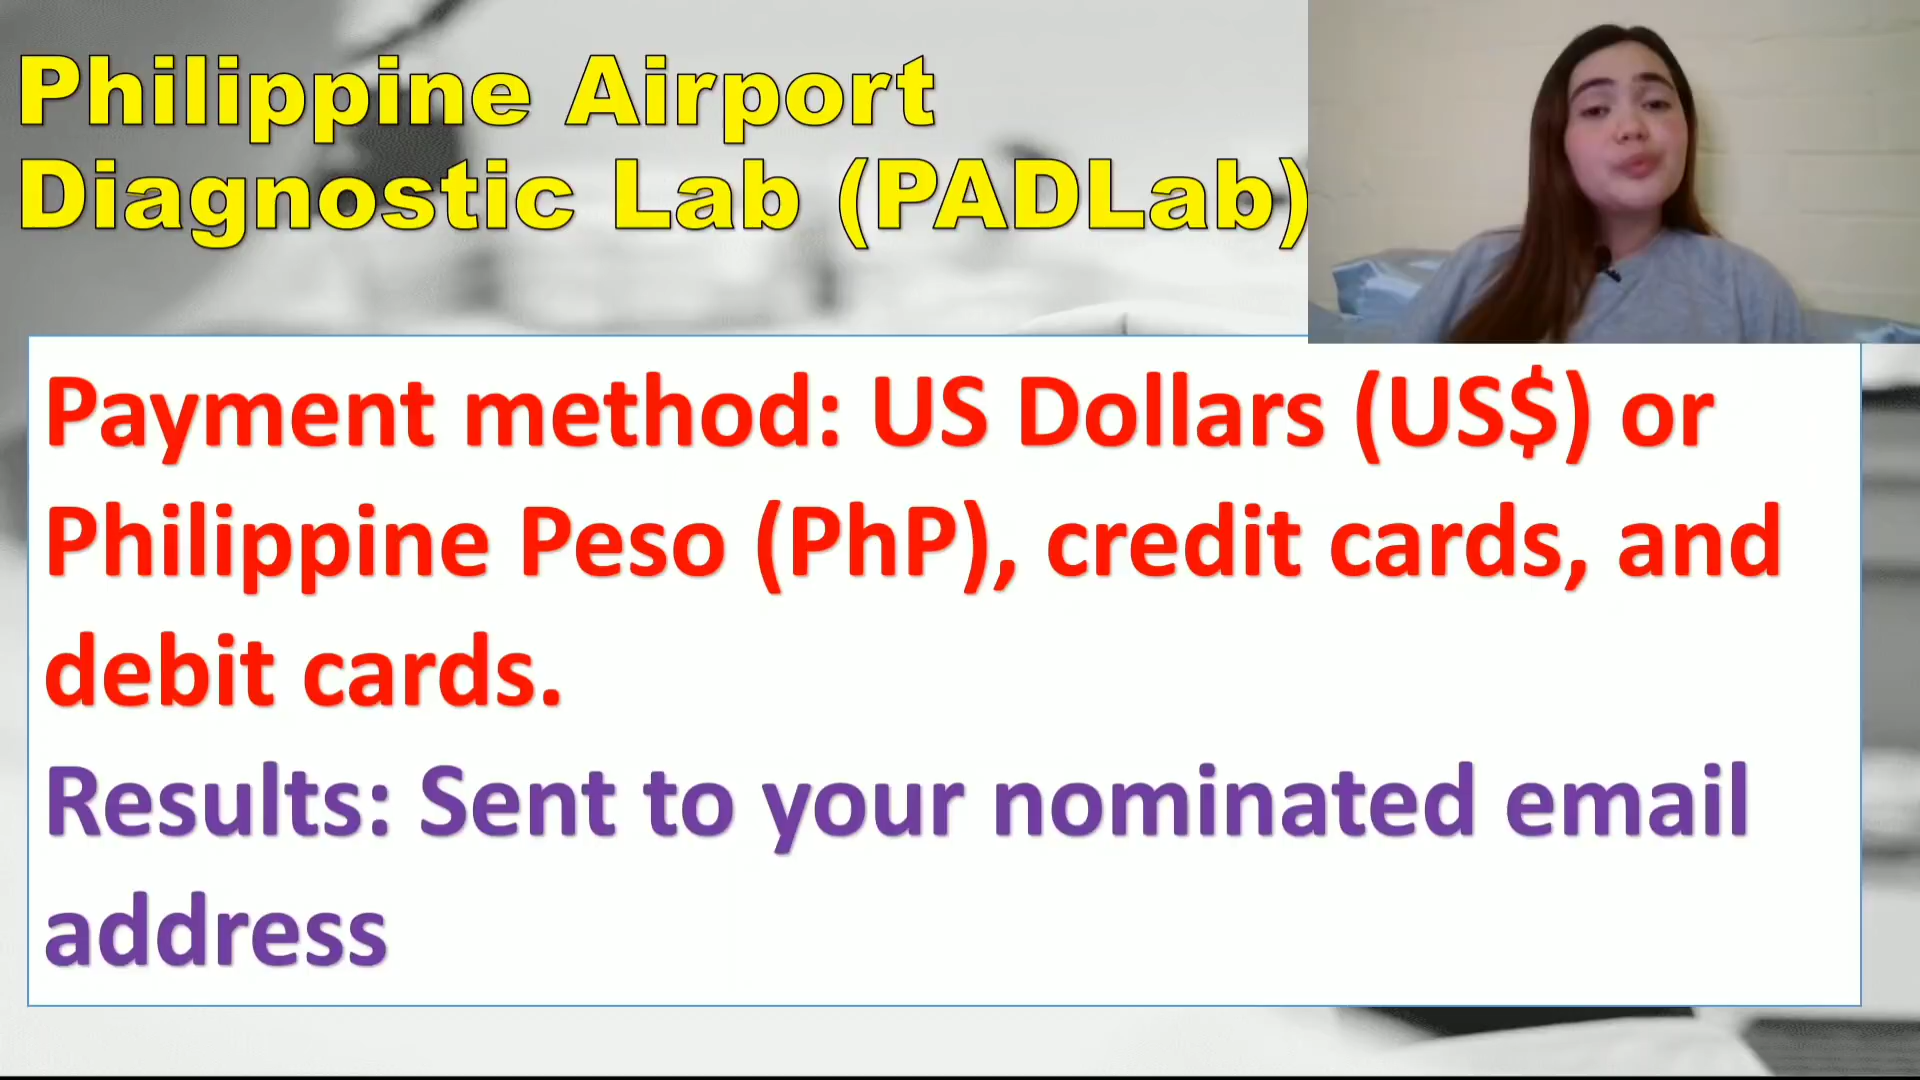 Philippine Airport
Diagnostic Lab (PADLab)
Payment method: US Dollars (US$) or
Philippine Peso (PhP), credit cards, and
debit cards.
Results: Sent to your nominated email
address